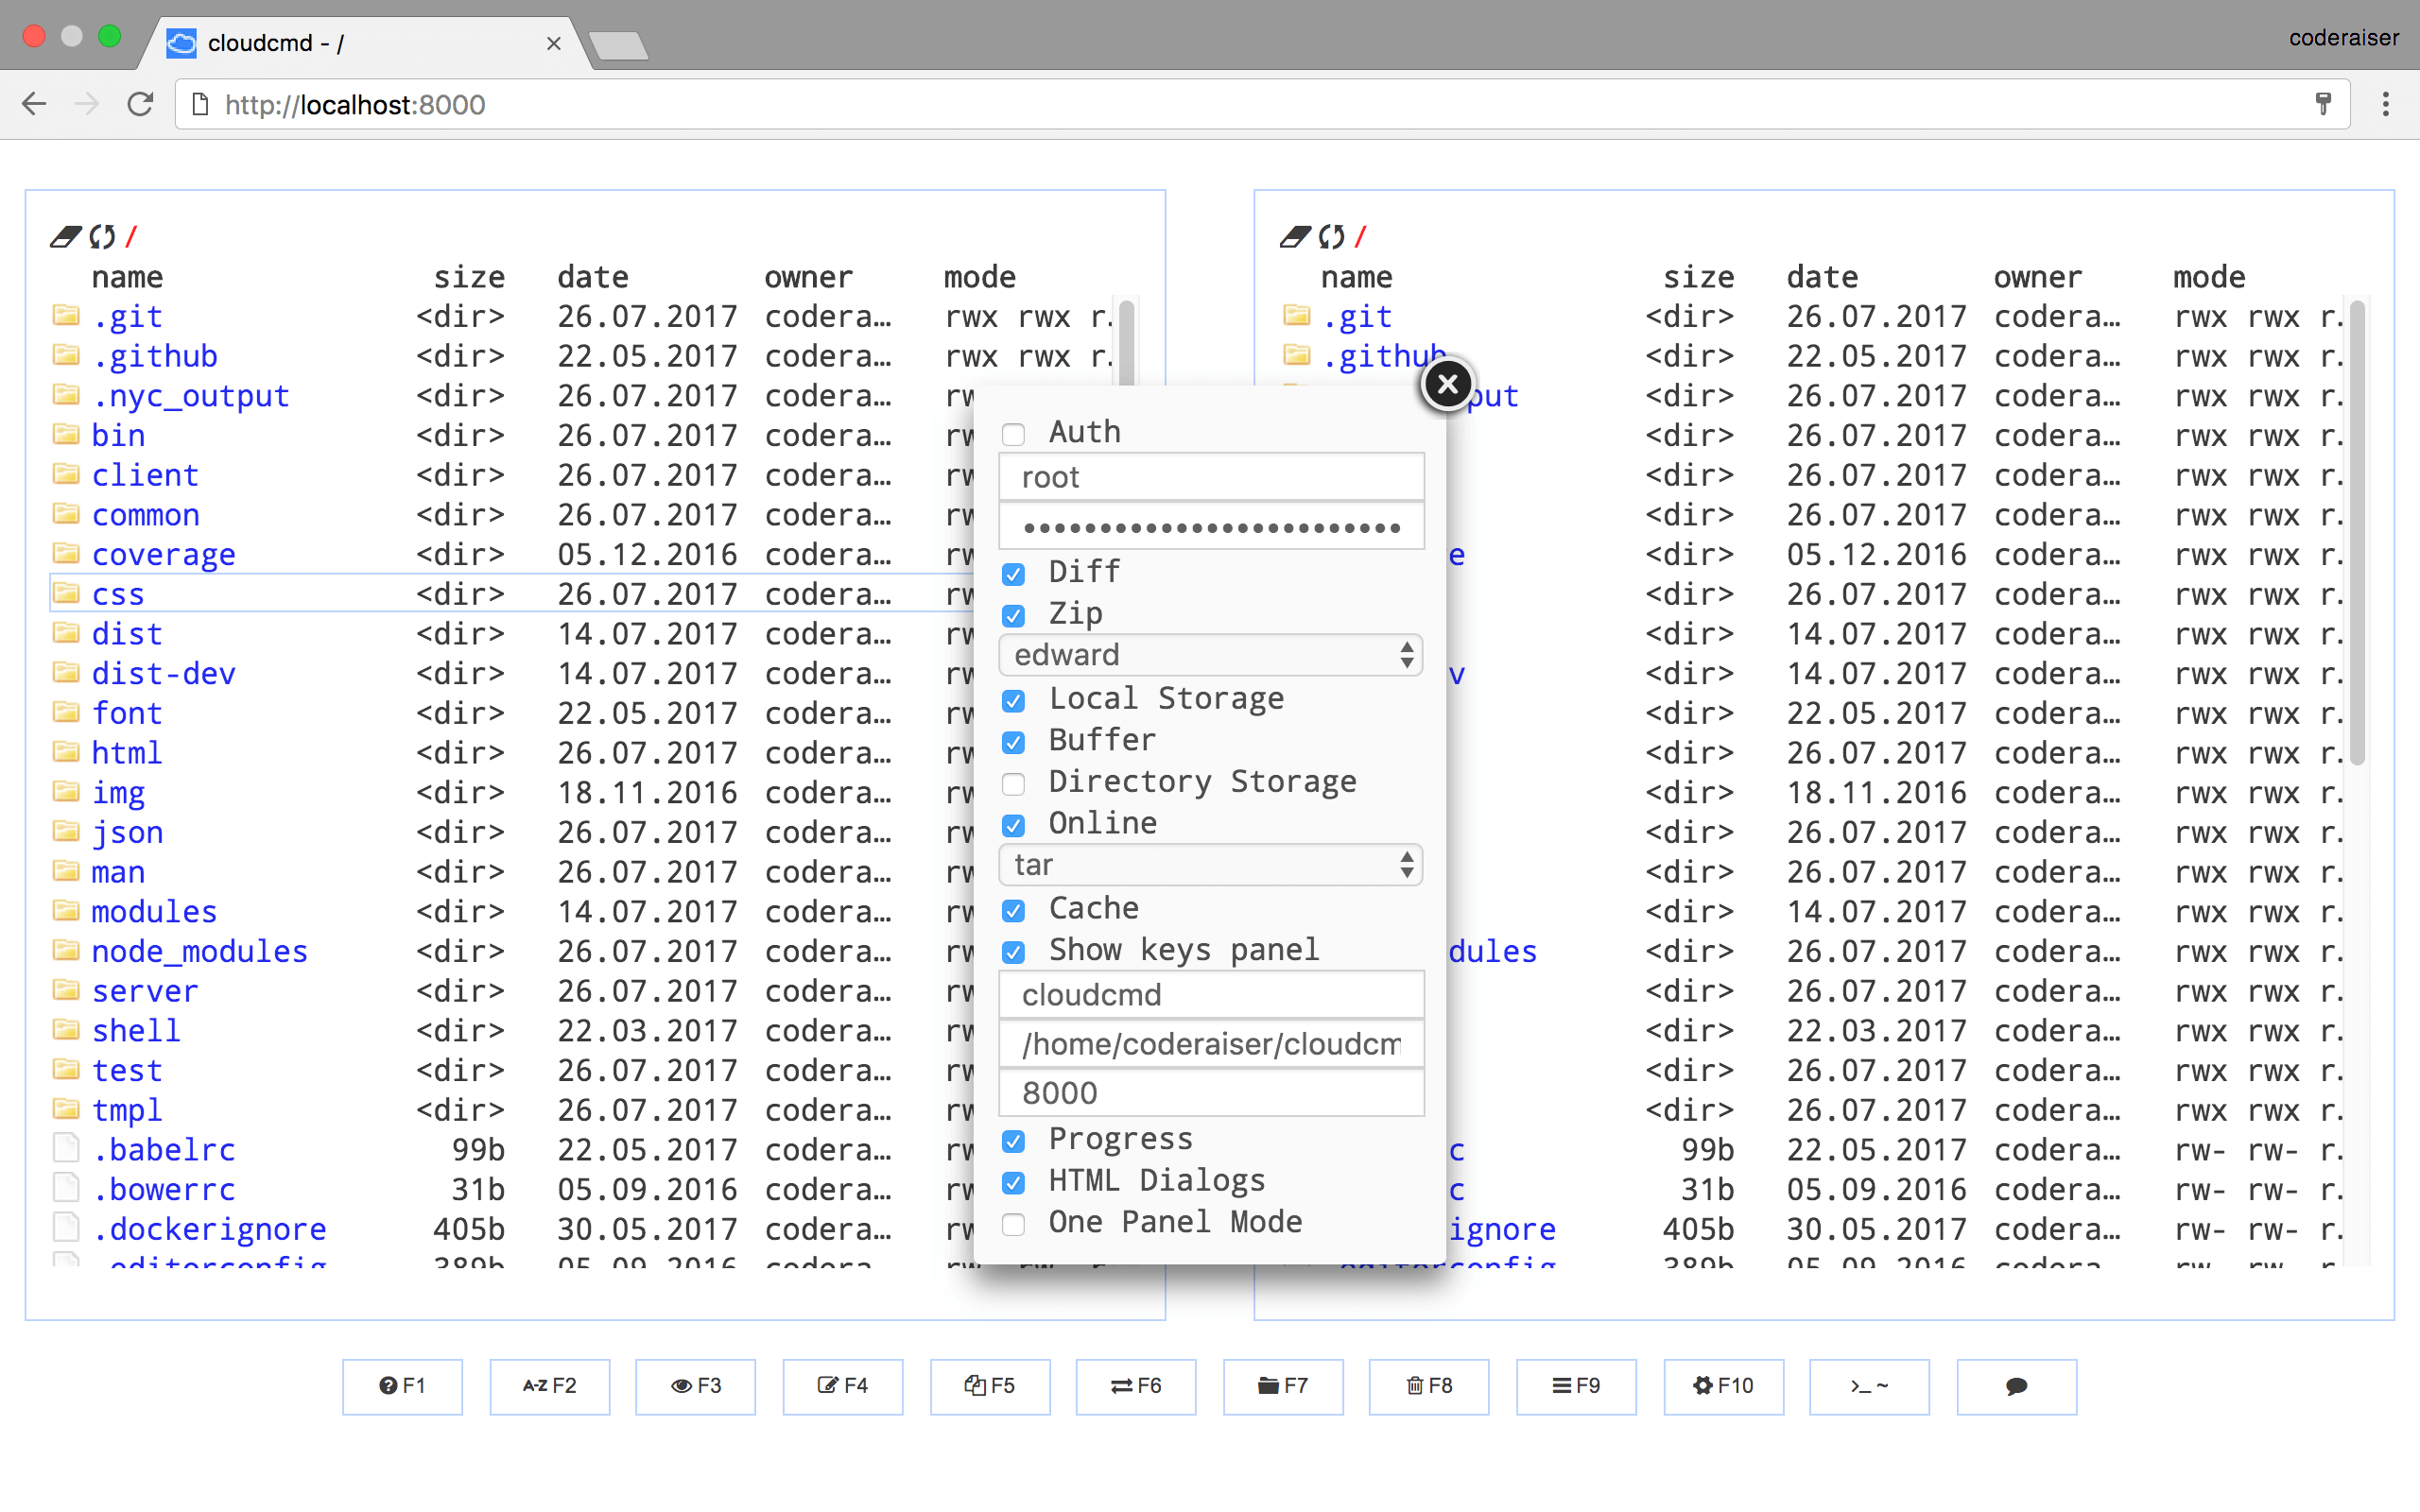 cloudcmd - /
coderaiser
http://localhost:8000
/
name size date owner mode
.git <dir> 26.07.2017 codera… rwx rwx r.
.github <dir> 22.05.2017 codera… rwx rwx r.
.nyc_output <dir> 26.07.2017 codera… rw
bin <dir> 26.07.2017 codera… rw
client <dir> 26.07.2017 codera… rw
common <dir> 26.07.2017 codera… rw
coverage <dir> 05.12.2016 codera… rw
css <dir> 26.07.2017 codera… rw
dist <dir> 14.07.2017 codera… rw
dist-dev <dir> 14.07.2017 codera… rw
font <dir> 22.05.2017 codera… rw
html <dir> 26.07.2017 codera… rw
img <dir> 18.11.2016 codera… rw
json <dir> 26.07.2017 codera… rw
man <dir> 26.07.2017 codera… rw
modules <dir> 14.07.2017 codera… rw
node_modules <dir> 26.07.2017 codera… rw
server <dir> 26.07.2017 codera… rw
shell <dir> 22.03.2017 codera… rw
test <dir> 26.07.2017 codera… rw
tmpl <dir> 26.07.2017 codera… rw
.babelrc 99b 22.05.2017 codera… rw
.bowerrc 31b 05.09.2016 codera… rw
.dockerignore 405b 30.05.2017 codera… rw
.editorconfig 389b 05.09.2016 codera… rw- rw- r.
Auth
root
Diff
Zip
edward
Local Storage
Buffer
Directory Storage
Online
tar
Cache
Show keys panel
cloudcmd
/home/coderaiser/cloudcm
8000
Progress
HTML Dialogs
One Panel Mode
/
name size date owner mode
.git <dir> 26.07.2017 codera… rwx rwx r.
.github <dir> 22.05.2017 codera… rwx rwx r.
put <dir> 26.07.2017 codera… rwx rwx r.
<dir> 26.07.2017 codera… rwx rwx r.
<dir> 26.07.2017 codera… rwx rwx r.
<dir> 26.07.2017 codera… rwx rwx r.
e <dir> 05.12.2016 codera… rwx rwx r.
<dir> 26.07.2017 codera… rwx rwx r.
<dir> 14.07.2017 codera… rwx rwx r.
v <dir> 14.07.2017 codera… rwx rwx r.
<dir> 22.05.2017 codera… rwx rwx r.
<dir> 26.07.2017 codera… rwx rwx r.
<dir> 18.11.2016 codera… rwx rwx r.
<dir> 26.07.2017 codera… rwx rwx r.
<dir> 26.07.2017 codera… rwx rwx r.
<dir> 14.07.2017 codera… rwx rwx r.
dules <dir> 26.07.2017 codera… rwx rwx r.
<dir> 26.07.2017 codera… rwx rwx r.
<dir> 22.03.2017 codera… rwx rwx r.
<dir> 26.07.2017 codera… rwx rwx r.
<dir> 26.07.2017 codera… rwx rwx r.
c 99b 22.05.2017 codera… rw- rw- r.
c 31b 05.09.2016 codera… rw- rw- r.
ignore 405b 30.05.2017 codera… rw- rw- r.
editorconfig 389b 05.09.2016 codera… rw- rw- r.
F1
A-Z F2
F3
F4
F5
F6
F7
F8
F9
F10
>_ ~